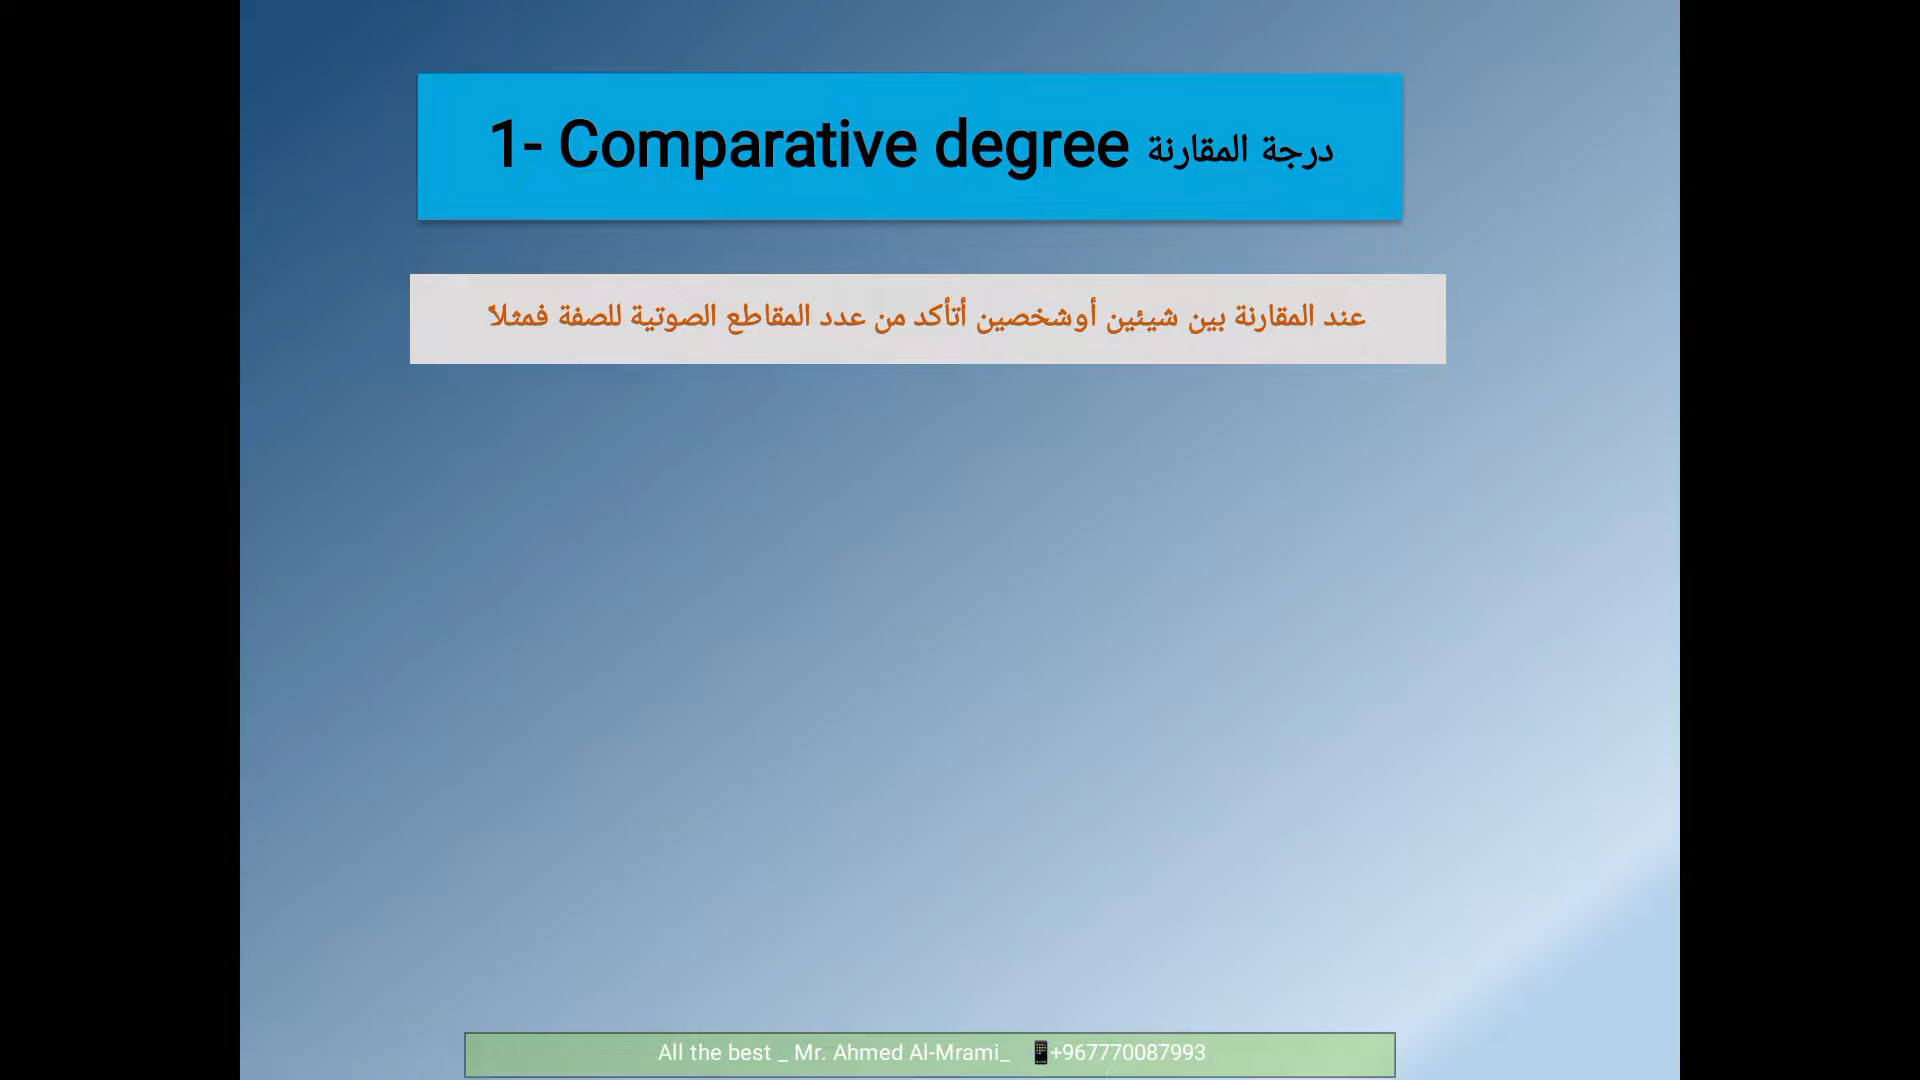 1- Comparative degree درجة المقارنة
عند المقارنة بين شيئين أوشخصين أتأكد من عدد المقاطع الصوتية للصفة فمثلاً
All the best _ Mr. Ahmed Al-Mrami_ 📱+967770087993